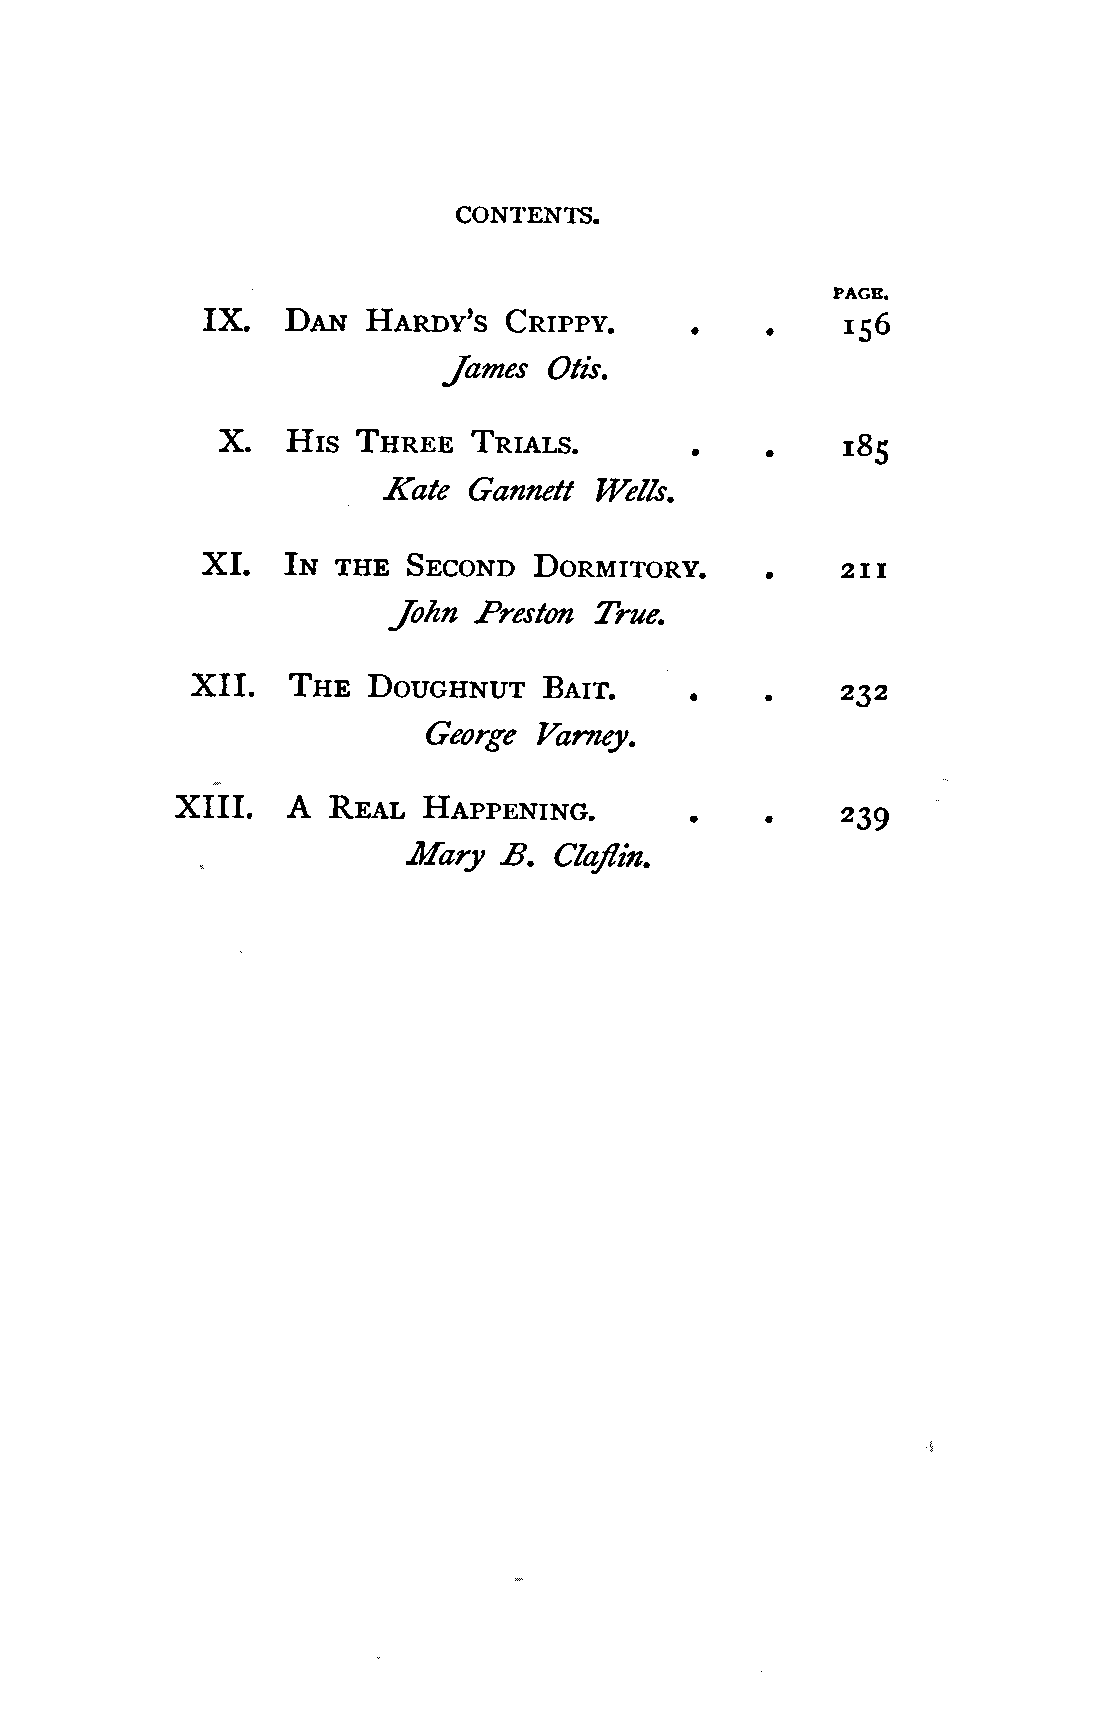 CONTENTS.
PAGE.
IX. DAN HARDY'S CRIPPY. . . 156
James Otis.
X. HIS THREE TRIALS. . . 185
Kate Gannett Wells.
XI. IN THE SECOND DORMITORY. . 211
John Preston True.
XII. THE DOUGHNUT BAIT. . . 232
George Varney.
XIII. A REAL HAPPENING. . . 239
Mary B. Claflin.